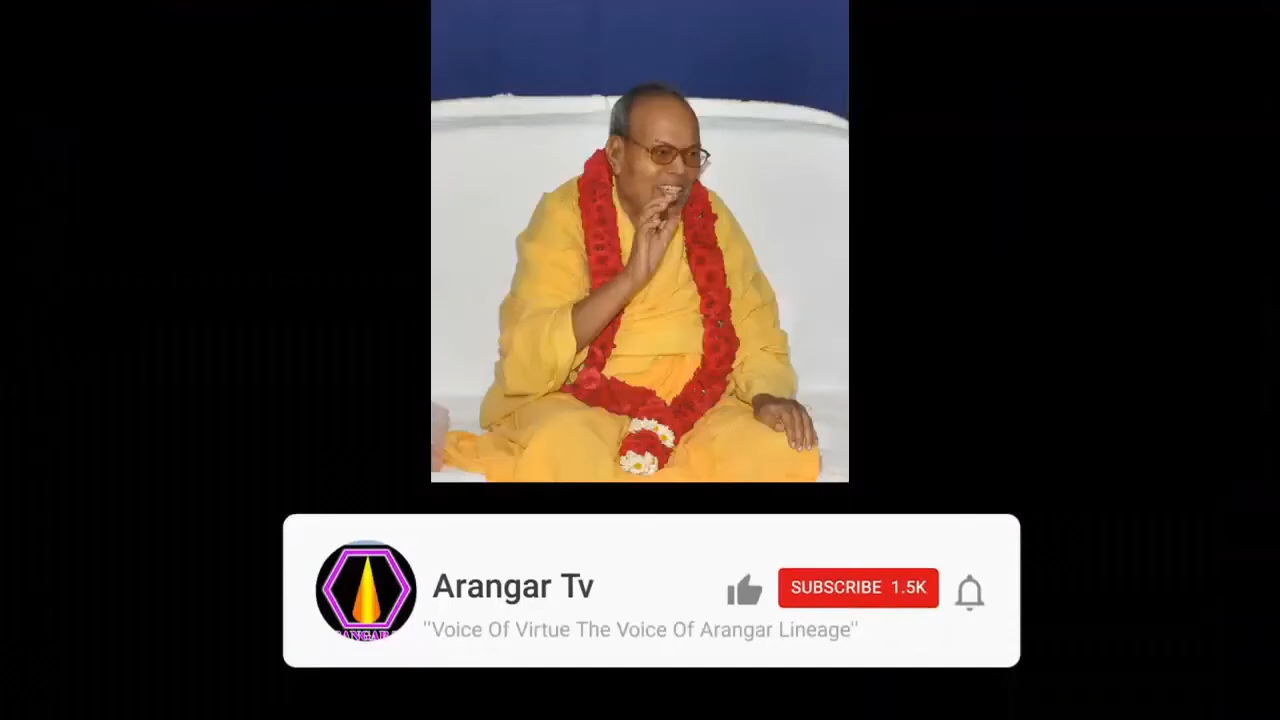 Arangar Tv
SUBSCRIBE 1.5K
"Voice Of Virtue The Voice Of Arangar Lineage"